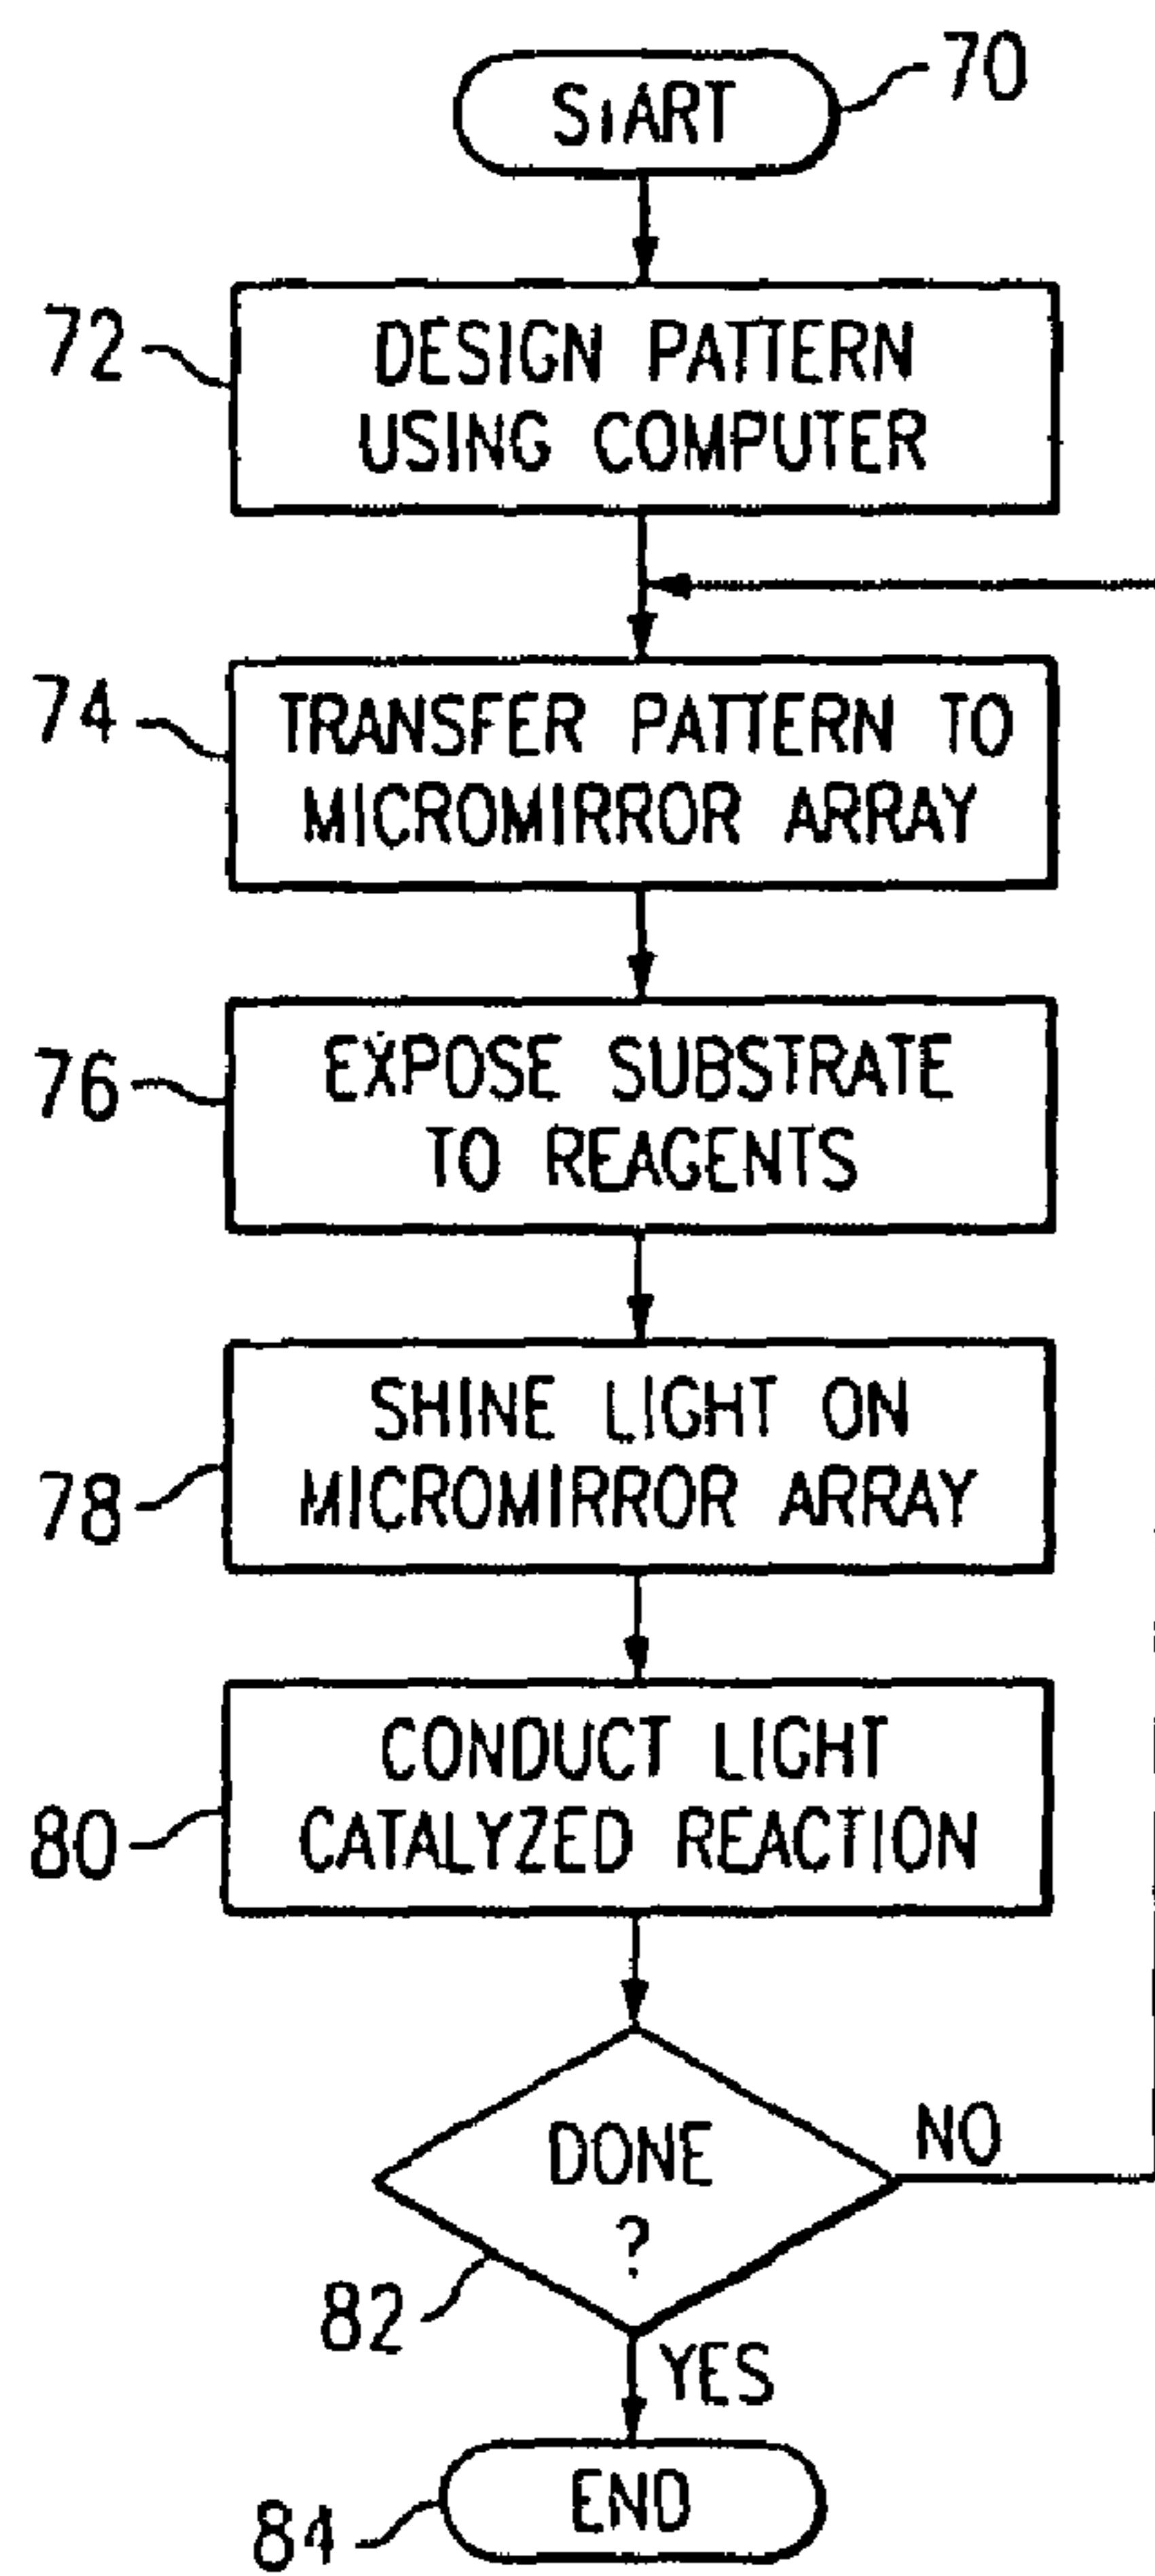 START
70
72
DESIGN PATTERN
USING COMPUTER
74
TRANSFER PATTERN TO
MICROMIRROR ARRAY
76
EXPOSE SUBSTRATE
TO REAGENTS
78
SHINE LIGHT ON
MICROMIRROR ARRAY
80
CONDUCT LIGHT
CATALYZED REACTION
DONE
?
NO
82
YES
84
END